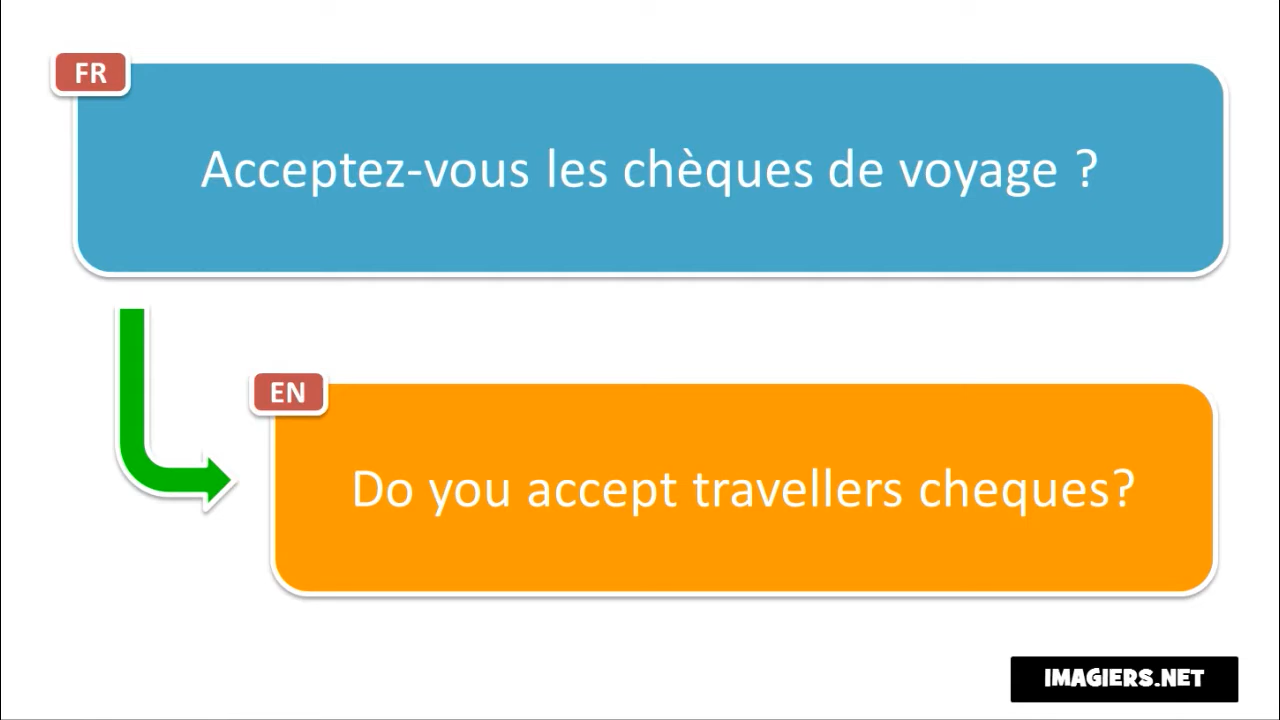 FR
Acceptez-vous les chèques de voyage ?
EN
Do you accept travellers cheques?
IMAGIERS.NET